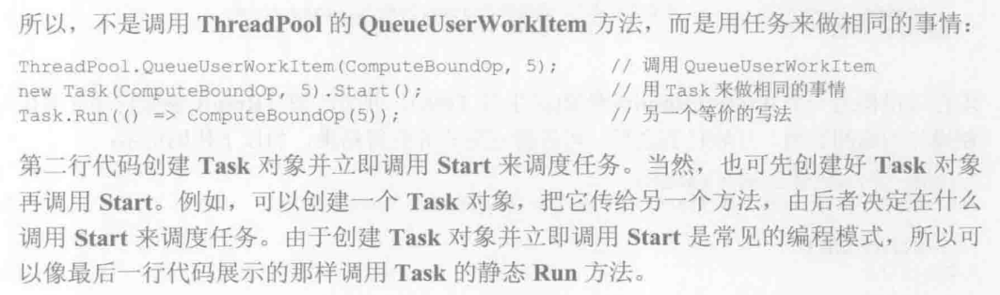 所以，不是调用 ThreadPool 的 QueueUserWorkItem 方法，而是用任务来做相同的事情：
ThreadPool.QueueUserWorkItem(ComputeBoundOp, 5); // 调用 QueueUserWorkItem
new Task(ComputeBoundOp, 5).Start(); // 用 Task 来做相同的事情
Task.Run(() => ComputeBoundOp(5)); // 另一个等价的写法
第二行代码创建 Task 对象并立即调用 Start 来调度任务。当然，也可先创建好 Task 对象
再调用 Start。例如，可以创建一个 Task 对象，把它传给另一个方法，由后者决定在什么
调用 Start 来调度任务。由于创建 Task 对象并立即调用 Start 是常见的编程模式，所以可
以像最后一行代码展示的那样调用 Task 的静态 Run 方法。